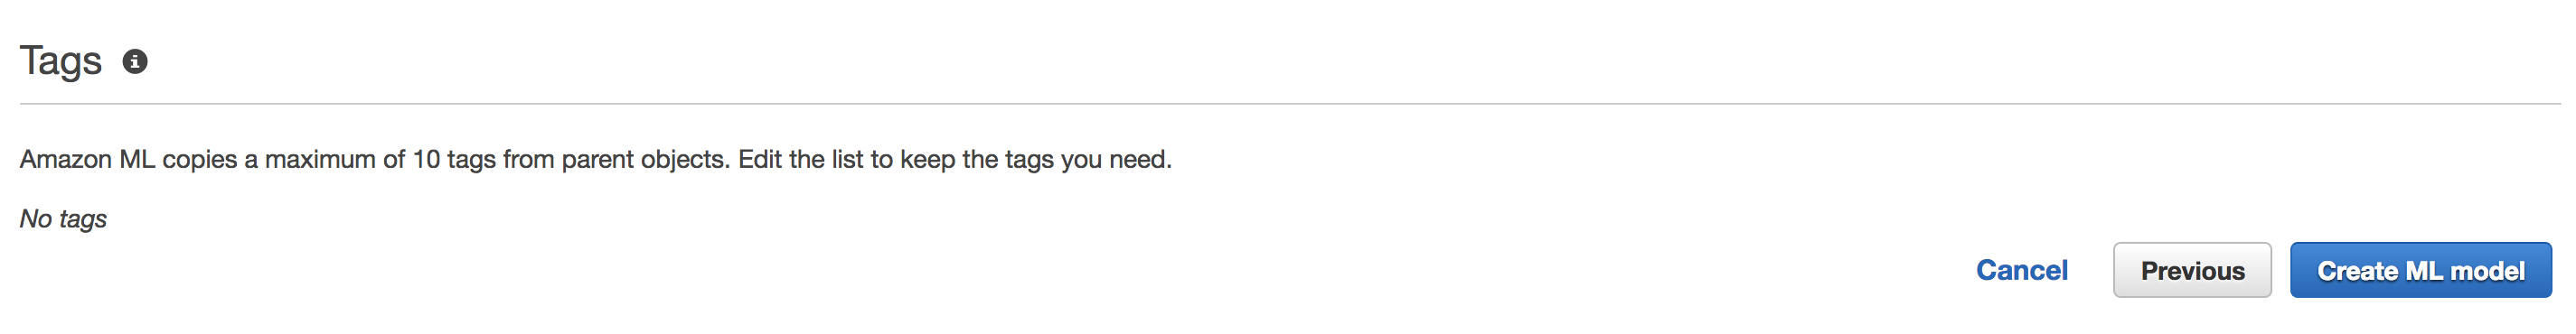 Tags
Amazon ML copies a maximum of 10 tags from parent objects. Edit the list to keep the tags you need.
No tags
Cancel Previous Create ML model